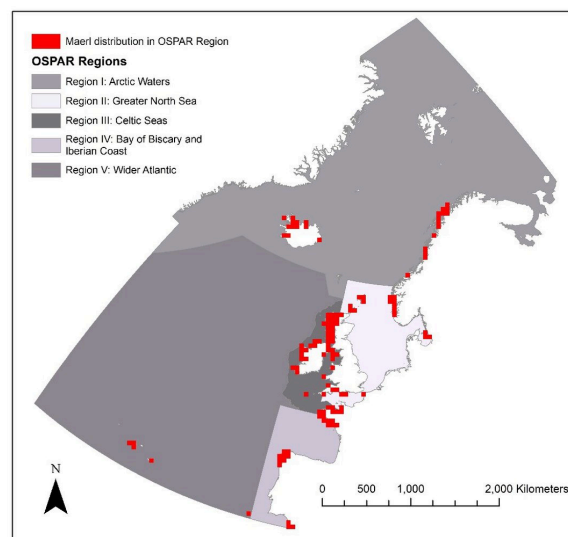 Maerl distribution in OSPAR Region
OSPAR Regions
Region I: Arctic Waters
Region II: Greater North Sea
Region III: Celtic Seas
Region IV: Bay of Biscary and
Iberian Coast
Region V: Wider Atlantic
N
0 500 1,000 2,000 Kilometers